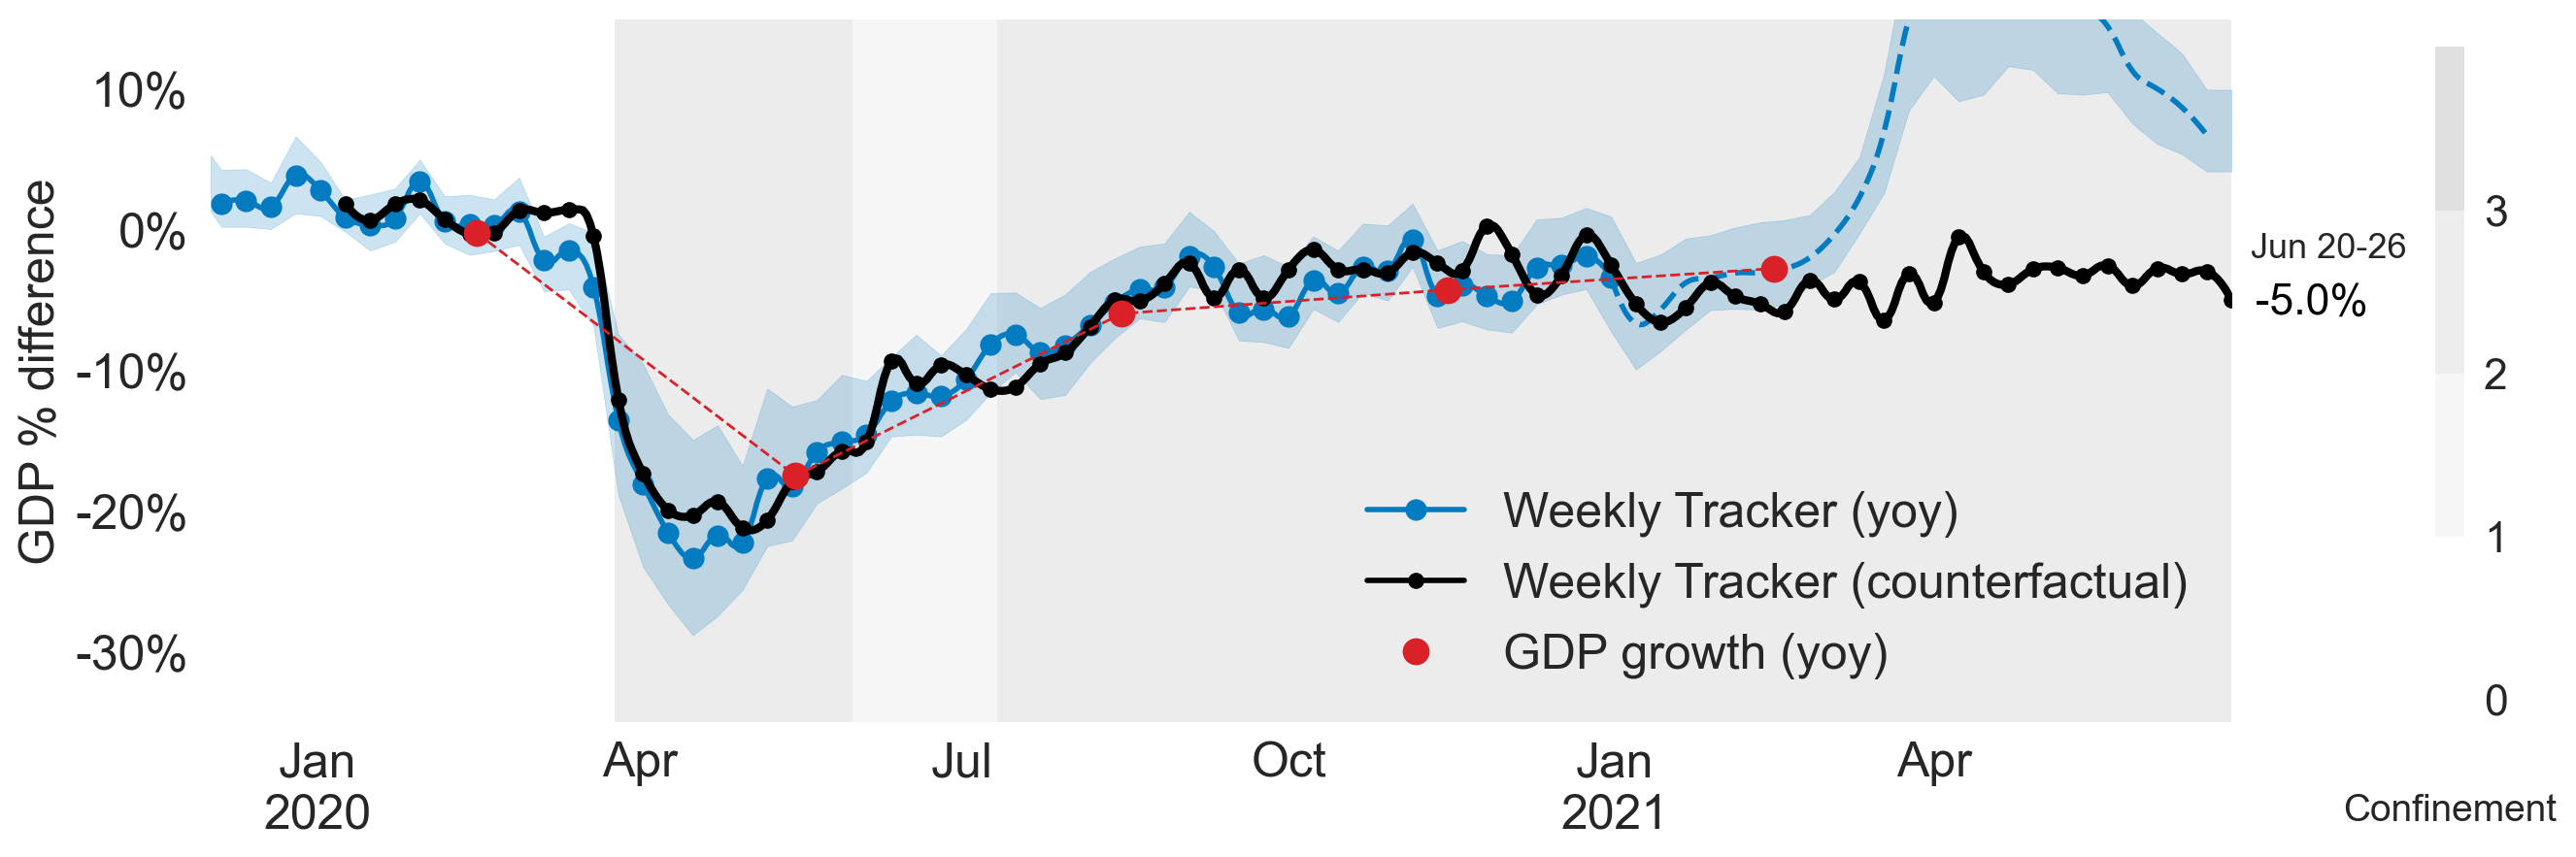 GDP % difference
10%
0%
-10%
-20%
-30%
Jan
2020
Apr
Jul
Oct
Jan
2021
Apr
Weekly Tracker (yoy)
Weekly Tracker (counterfactual)
GDP growth (yoy)
Jun 20-26
-5.0%
3
2
1
0
Confinement